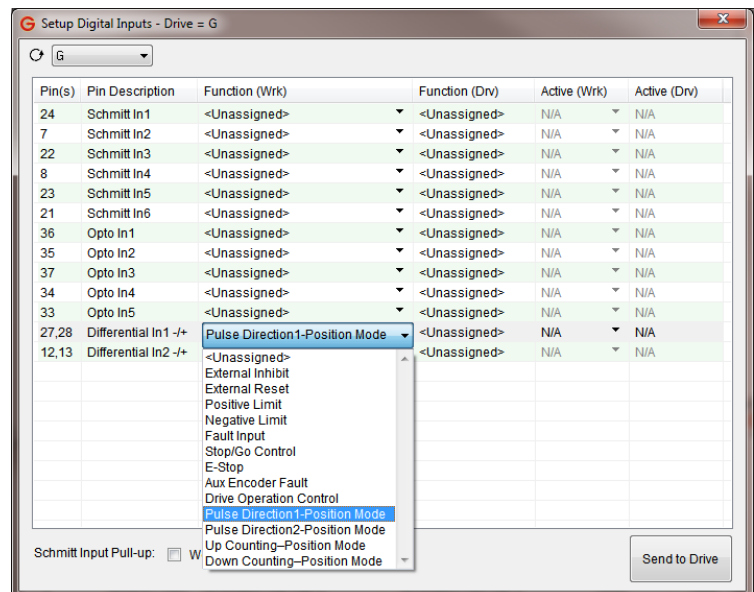 G Setup Digital Inputs - Drive = G
G
Pin(s) Pin Description Function (Wrk) Function (Drv) Active (Wrk) Active (Drv)
24 Schmitt In1 <Unassigned> <Unassigned> N/A N/A
7 Schmitt In2 <Unassigned> <Unassigned> N/A N/A
22 Schmitt In3 <Unassigned> <Unassigned> N/A N/A
8 Schmitt In4 <Unassigned> <Unassigned> N/A N/A
23 Schmitt In5 <Unassigned> <Unassigned> N/A N/A
21 Schmitt In6 <Unassigned> <Unassigned> N/A N/A
36 Opto In1 <Unassigned> <Unassigned> N/A N/A
35 Opto In2 <Unassigned> <Unassigned> N/A N/A
37 Opto In3 <Unassigned> <Unassigned> N/A N/A
34 Opto In4 <Unassigned> <Unassigned> N/A N/A
33 Opto In5 <Unassigned> <Unassigned> N/A N/A
27,28 Differential In1 -/+ Pulse Direction1-Position Mode <Unassigned> N/A N/A
12,13 Differential In2 -/+ <Unassigned> N/A N/A
<Unassigned>
External Inhibit
External Reset
Positive Limit
Negative Limit
Fault Input
Stop/Go Control
E-Stop
Aux Encoder Fault
Drive Operation Control
Pulse Direction1-Position Mode
Pulse Direction2-Position Mode
Up Counting–Position Mode
Down Counting–Position Mode
Schmitt Input Pull-up: W
Send to Drive